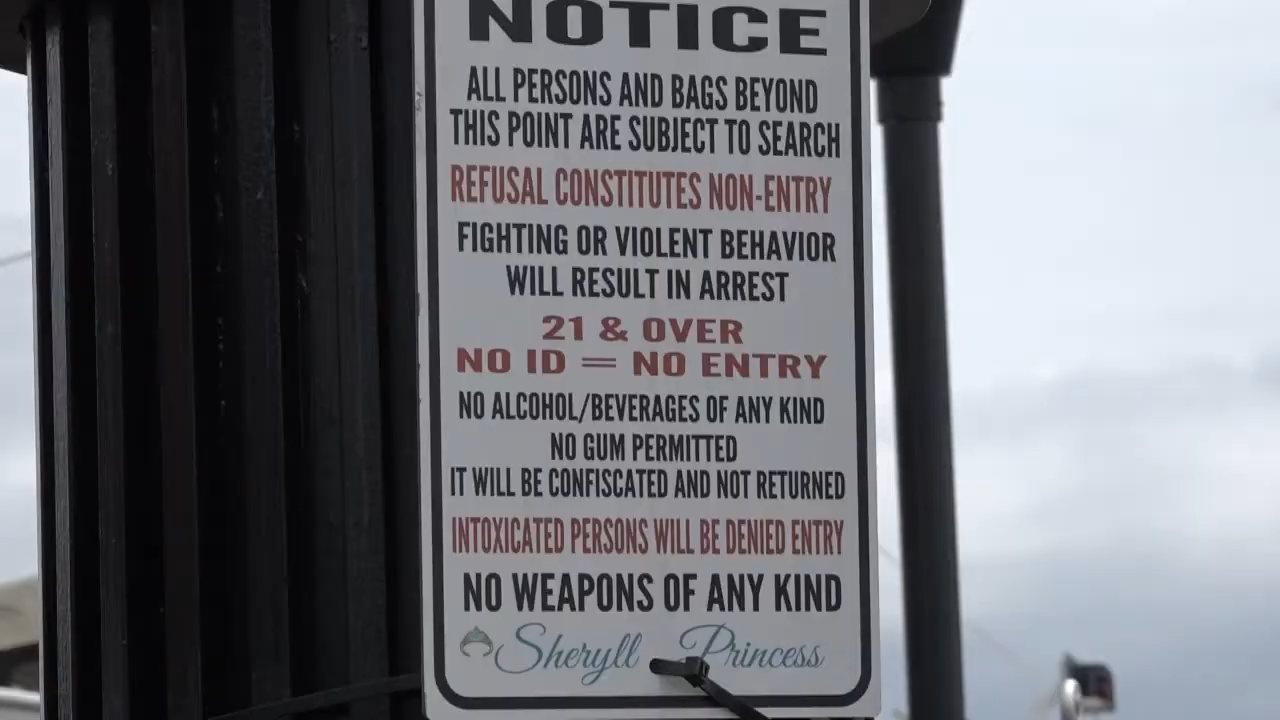 NOTICE
ALL PERSONS AND BAGS BEYOND
THIS POINT ARE SUBJECT TO SEARCH
REFUSAL CONSTITUTES NON-ENTRY
FIGHTING OR VIOLENT BEHAVIOR
WILL RESULT IN ARREST
21 & OVER
NO ID = NO ENTRY
NO ALCOHOL/BEVERAGES OF ANY KIND
NO GUM PERMITTED
IT WILL BE CONFISCATED AND NOT RETURNED
INTOXICATED PERSONS WILL BE DENIED ENTRY
NO WEAPONS OF ANY KIND
Sheryll Princess